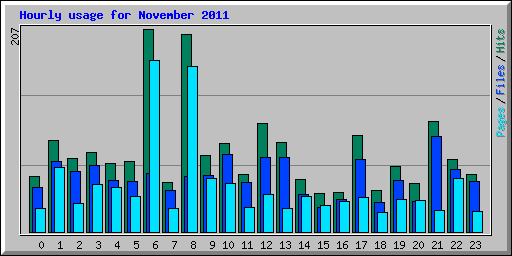 Hourly usage for November 2011
207
Pages / Files / Hits
0 1 2 3 4 5 6 7 8 9 10 11 12 13 14 15 16 17 18 19 20 21 22 23